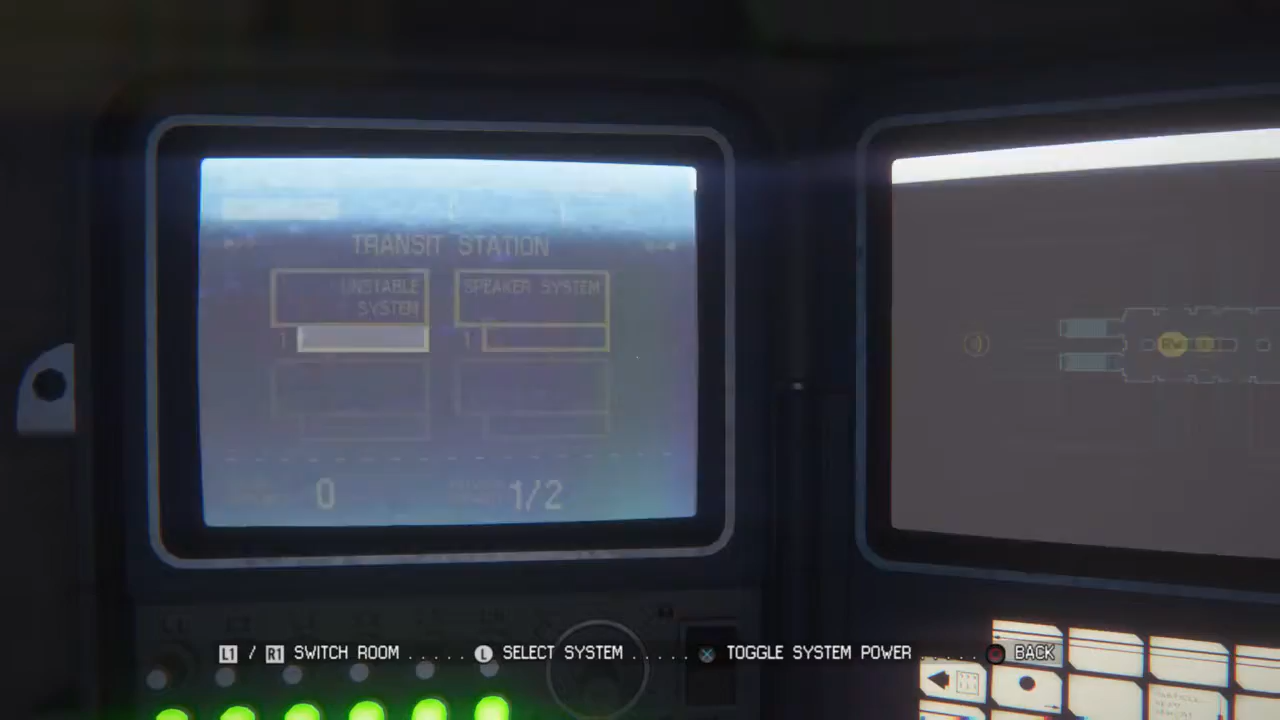 TRANSIT STATION
UNSTABLE
SYSTEM
SPEAKER SYSTEM
1
1
0
1/2
RW
L1 / R1 SWITCH ROOM ..... L SELECT SYSTEM ..... X TOGGLE SYSTEM POWER ..... BACK